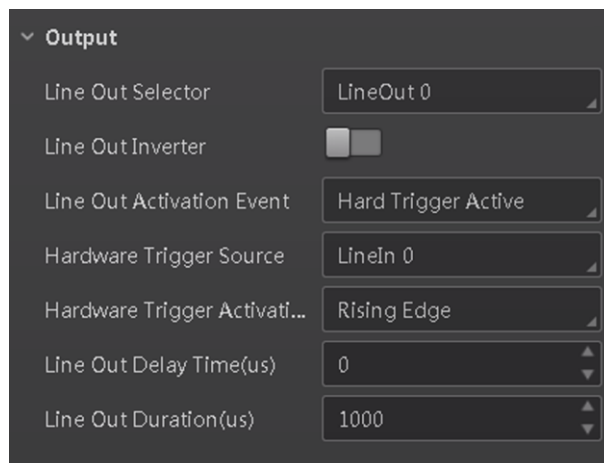 Output
Line Out Selector LineOut 0
Line Out Inverter
Line Out Activation Event Hard Trigger Active
Hardware Trigger Source LineIn 0
Hardware Trigger Activati... Rising Edge
Line Out Delay Time(us) 0
Line Out Duration(us) 1000